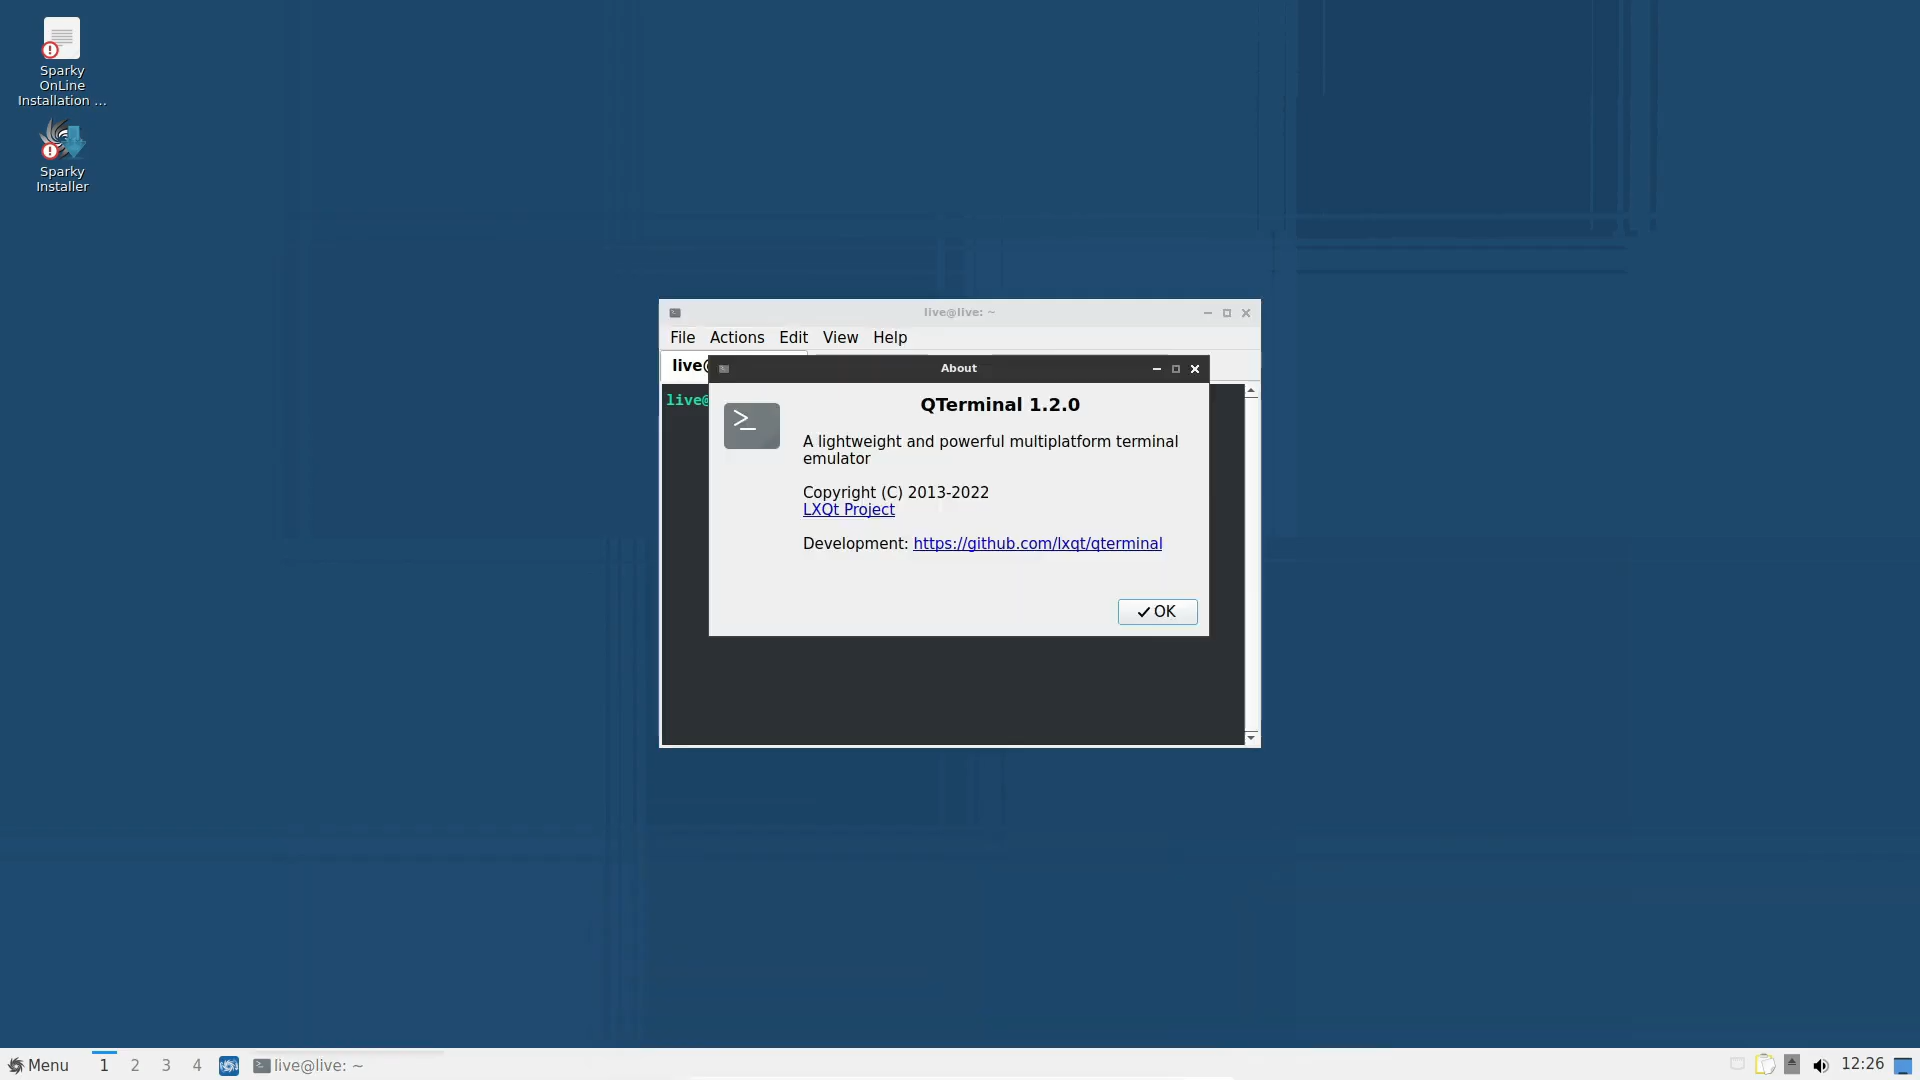 Sparky
OnLine
Installation ...
Sparky
Installer
live@live: ~
File Actions Edit View Help
live@
About
live@
QTerminal 1.2.0
A lightweight and powerful multiplatform terminal
emulator
Copyright (C) 2013-2022
LXQt Project
Development: https://github.com/lxqt/qterminal
OK
Menu 1 2 3 4 live@live: ~ 12:26